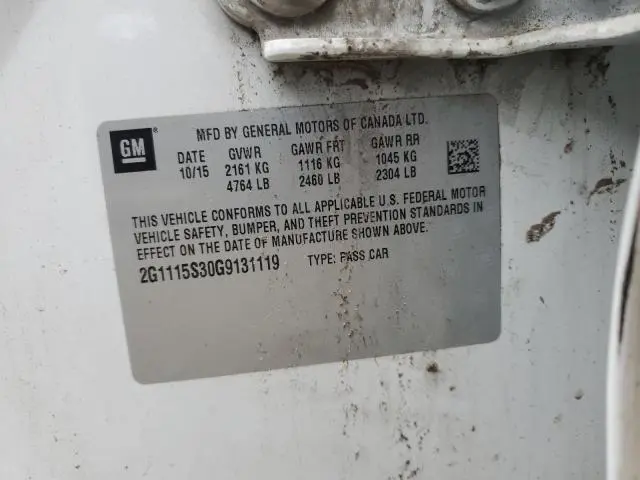 GM
MFD BY GENERAL MOTORS OF CANADA LTD.
DATE GVWR GAWR FRT GAWR RR
10/15 2161 KG 1116 KG 1045 KG
4764 LB 2460 LB 2304 LB
THIS VEHICLE CONFORMS TO ALL APPLICABLE U.S. FEDERAL MOTOR
VEHICLE SAFETY, BUMPER, AND THEFT PREVENTION STANDARDS IN
EFFECT ON THE DATE OF MANUFACTURE SHOWN ABOVE.
2G1115S30G9131119 TYPE: PASS CAR